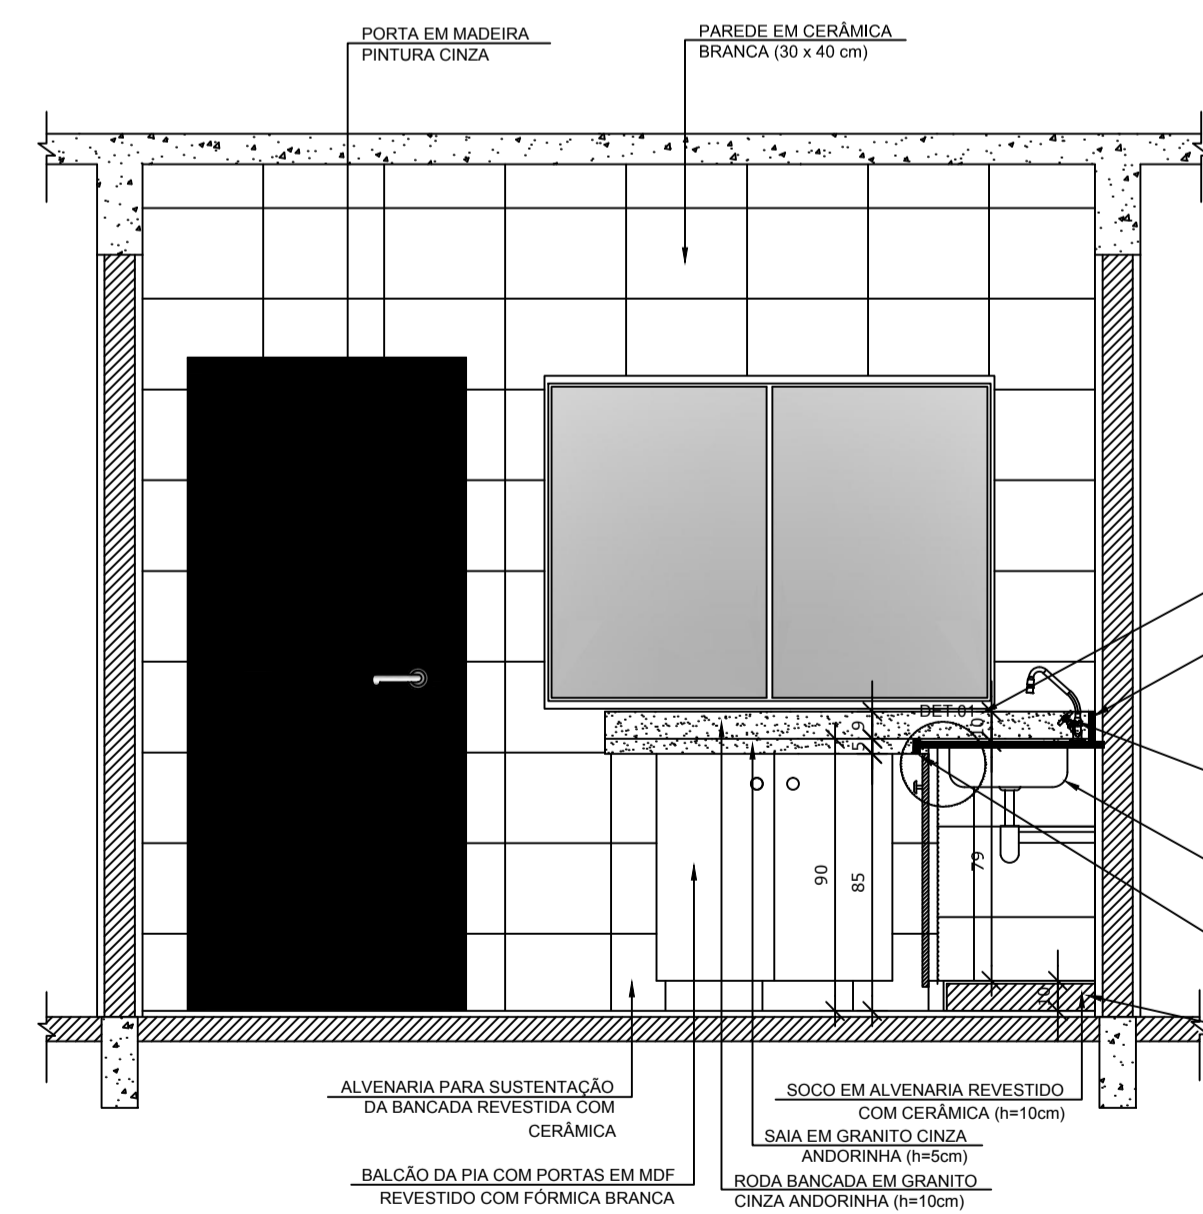 PORTA EM MADEIRA
PINTURA CINZA
PAREDE EM CERÂMICA
BRANCA (30 x 40 cm)
DET.01
9
10
5
90
85
79
10
ALVENARIA PARA SUSTENTAÇÃO
DA BANCADA REVESTIDA COM
CERÂMICA
BALCÃO DA PIA COM PORTAS EM MDF
REVESTIDO COM FÓRMICA BRANCA
SOCO EM ALVENARIA REVESTIDO
COM CERÂMICA (h=10cm)
SAIA EM GRANITO CINZA
ANDORINHA (h=5cm)
RODA BANCADA EM GRANITO
CINZA ANDORINHA (h=10cm)